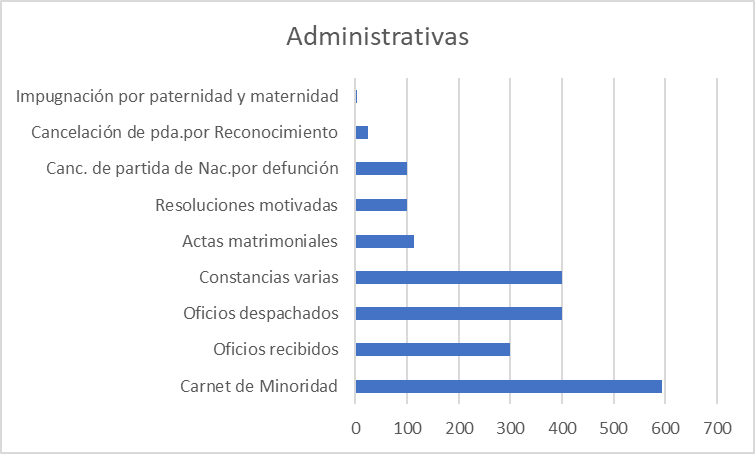 Administrativas
Impugnación por paternidad y maternidad
Cancelación de pda.por Reconocimiento
Canc. de partida de Nac.por defunción
Resoluciones motivadas
Actas matrimoniales
Constancias varias
Oficios despachados
Oficios recibidos
Carnet de Minoridad
0 100 200 300 400 500 600 700